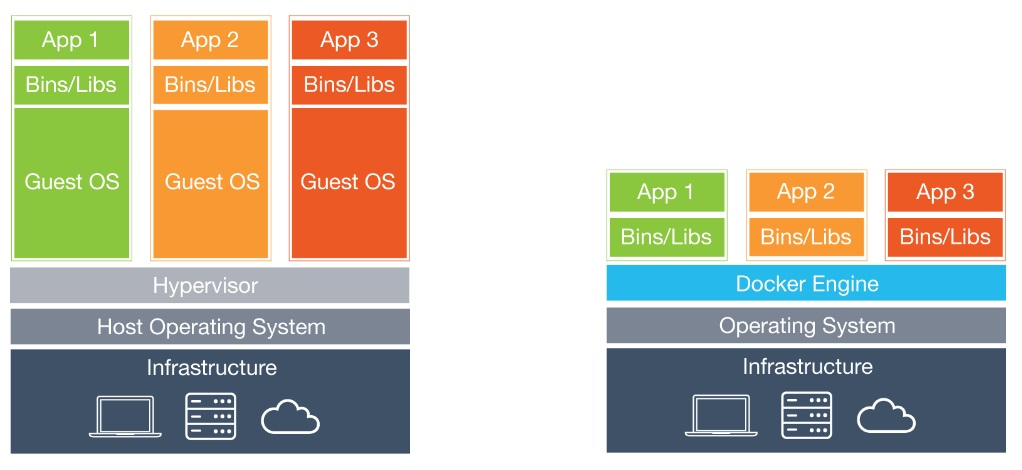 App 1
App 2
App 3
Bins/Libs
Bins/Libs
Bins/Libs
Guest OS
Guest OS
Guest OS
Hypervisor
Host Operating System
Infrastructure
App 1
App 2
App 3
Bins/Libs
Bins/Libs
Bins/Libs
Docker Engine
Operating System
Infrastructure